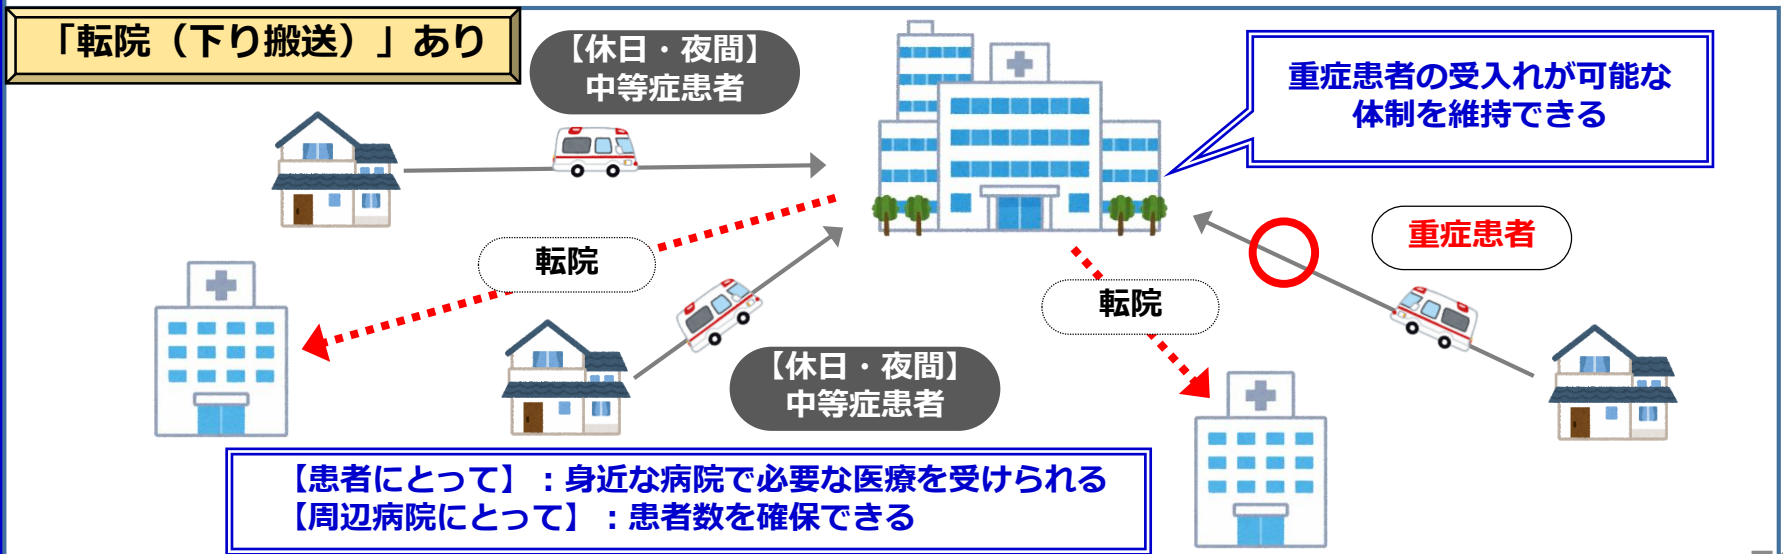 「転院（下り搬送）」あり
【休日・夜間】
中等症患者
重症患者の受入れが可能な
体制を維持できる
重症患者
転院
転院
【休日・夜間】
中等症患者
【患者にとって】：身近な病院で必要な医療を受けられる
【周辺病院にとって】：患者数を確保できる